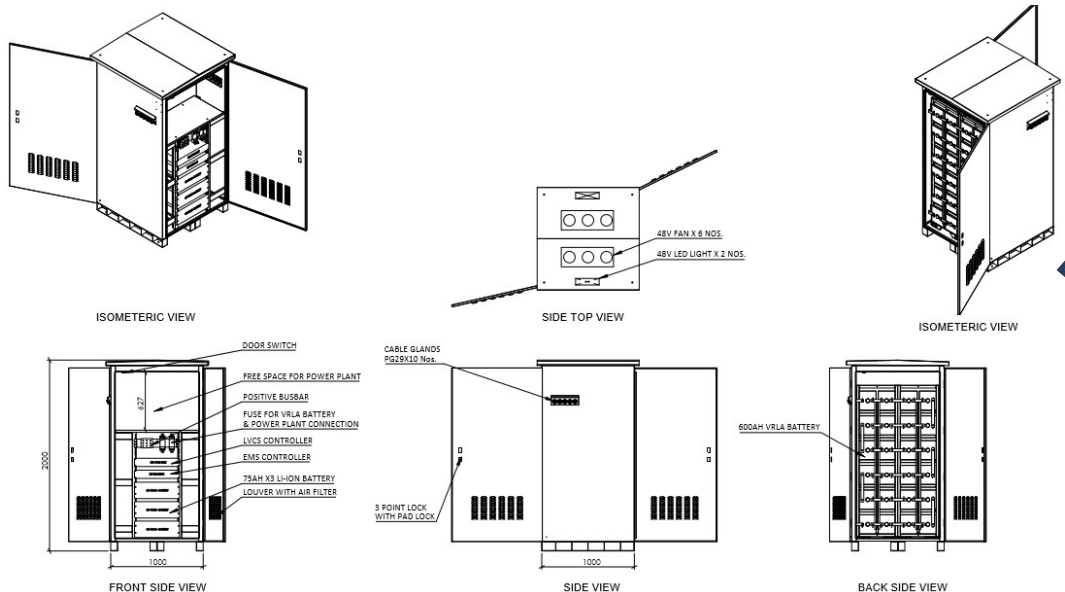 48V FAN X 6 NOS.
48V LED LIGHT X 2 NOS.
ISOMETERIC VIEW
SIDE TOP VIEW
ISOMETERIC VIEW
DOOR SWITCH
FREE SPACE FOR POWER PLANT
POSITIVE BUSBAR
FUSE FOR VRLA BATTERY
& POWER PLANT CONNECTION
LVCS CONTROLLER
EMS CONTROLLER
75AH X3 LI-ION BATTERY
LOUVER WITH AIR FILTER
627
2000
1000
FRONT SIDE VIEW
CABLE GLANDS
PG29X10 Nos.
3 POINT LOCK
WITH PAD LOCK
1000
SIDE VIEW
600AH VRLA BATTERY
BACK SIDE VIEW